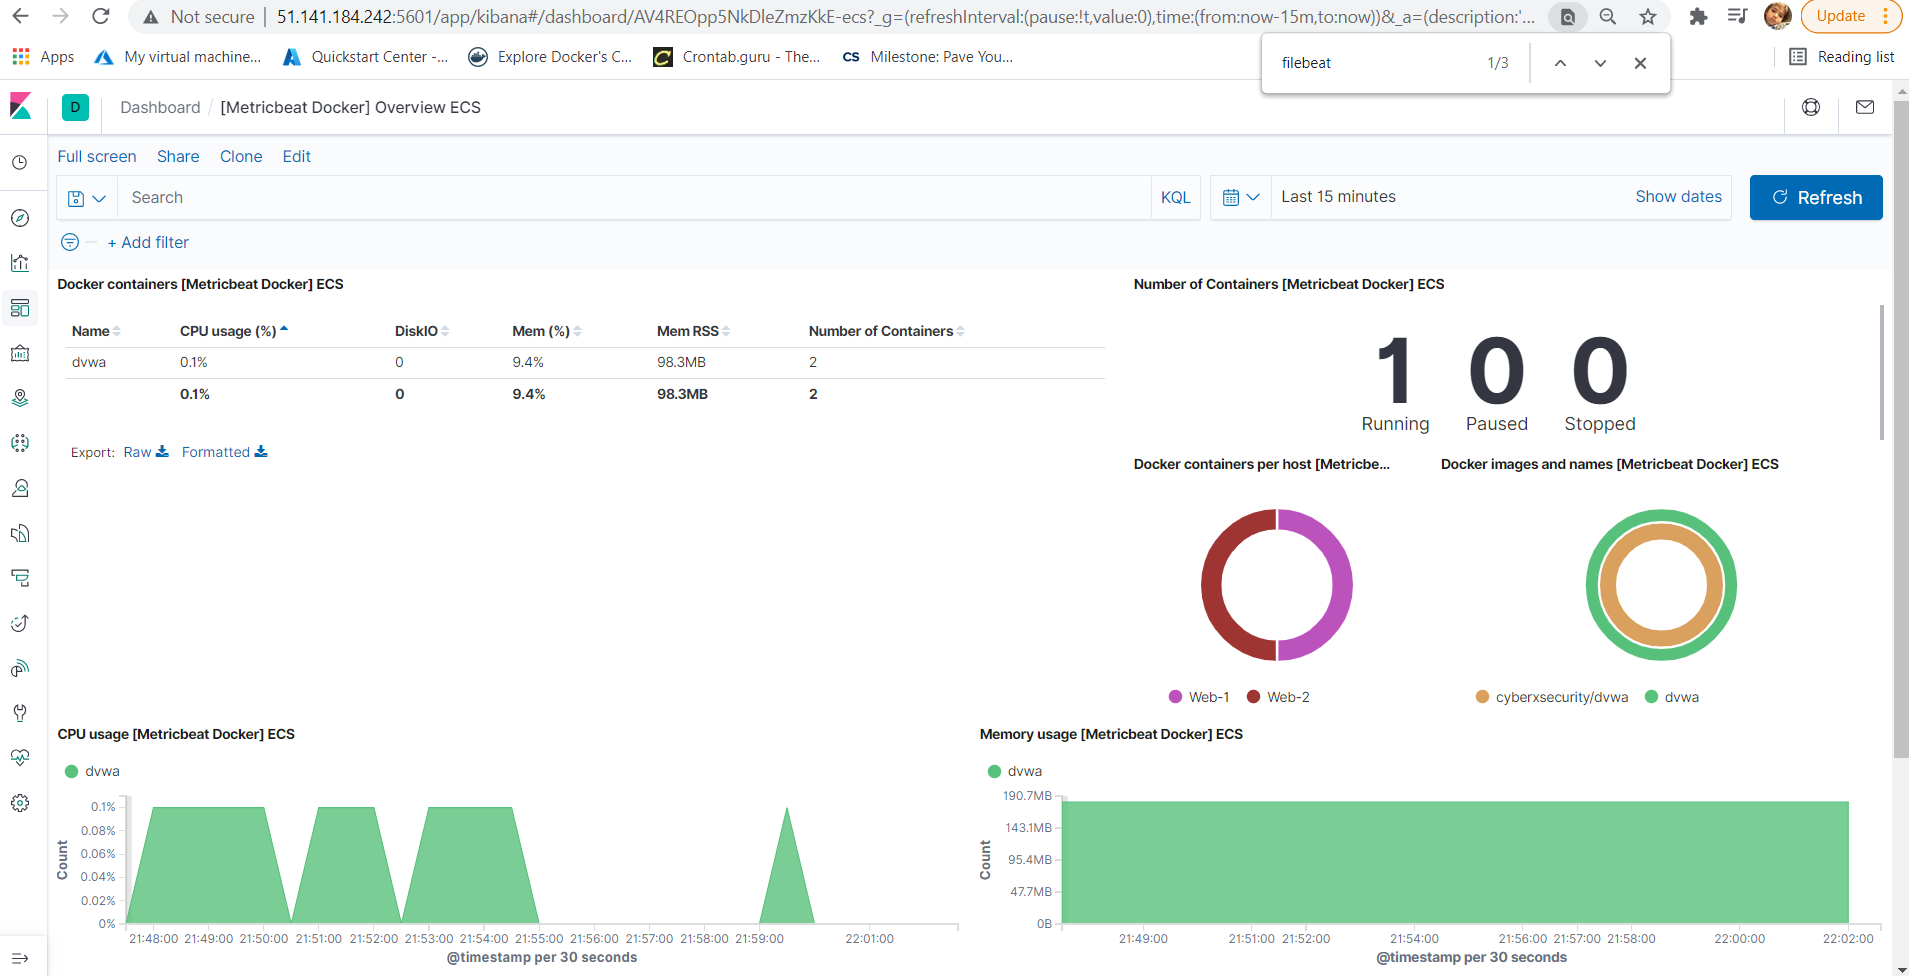 Not secure | 51.141.184.242:5601/app/kibana#/dashboard/AV4REOpp5NkDleZmzKkE-ecs?_g=(refreshInterval:(pause:!t,value:0),time:(from:now-15m,to:now))&_a=(description:'...
Update
Apps My virtual machine... Quickstart Center -... Explore Docker's C... Crontab.guru - The... CS Milestone: Pave You... Reading list
filebeat 1/3
D Dashboard / [Metricbeat Docker] Overview ECS
Full screen Share Clone Edit
Search KQL Last 15 minutes Show dates Refresh
+ Add filter
Docker containers [Metricbeat Docker] ECS
Name CPU usage (%) DiskIO Mem (%) Mem RSS Number of Containers
dvwa 0.1% 0 9.4% 98.3MB 2
0.1% 0 9.4% 98.3MB 2
Export: Raw Formatted
Number of Containers [Metricbeat Docker] ECS
1 0 0
Running Paused Stopped
Docker containers per host [Metricbe...
Web-1 Web-2
Docker images and names [Metricbeat Docker] ECS
cyberxsecurity/dvwa dvwa
CPU usage [Metricbeat Docker] ECS
dvwa
0.1%
0.08%
0.06%
0.04%
0.02%
0%
Count
21:48:00 21:49:00 21:50:00 21:51:00 21:52:00 21:53:00 21:54:00 21:55:00 21:56:00 21:57:00 21:58:00 21:59:00 22:01:00
@timestamp per 30 seconds
Memory usage [Metricbeat Docker] ECS
dvwa
190.7MB
143.1MB
95.4MB
47.7MB
0B
Count
21:49:00 21:51:00 21:52:00 21:54:00 21:56:00 21:57:00 21:58:00 22:00:00 22:02:00
@timestamp per 30 seconds